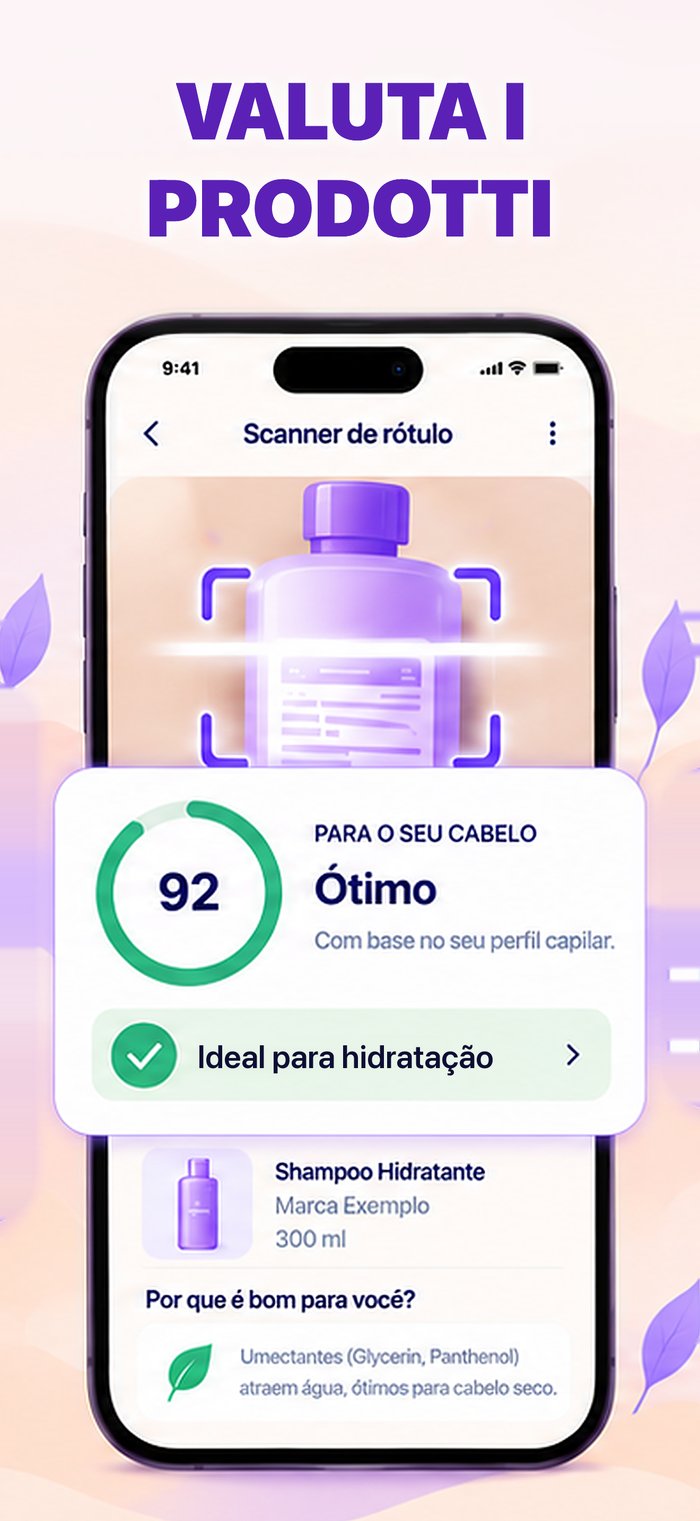 VALUTA I
PRODOTTI
9:41
Scanner de rótulo
92
PARA O SEU CABELO
Ótimo
Com base no seu perfil capilar.
Ideal para hidratação
Shampoo Hidratante
Marca Exemplo
300 ml
Por que é bom para você?
Umectantes (Glycerin, Panthenol)
atraem água, ótimos para cabelo seco.